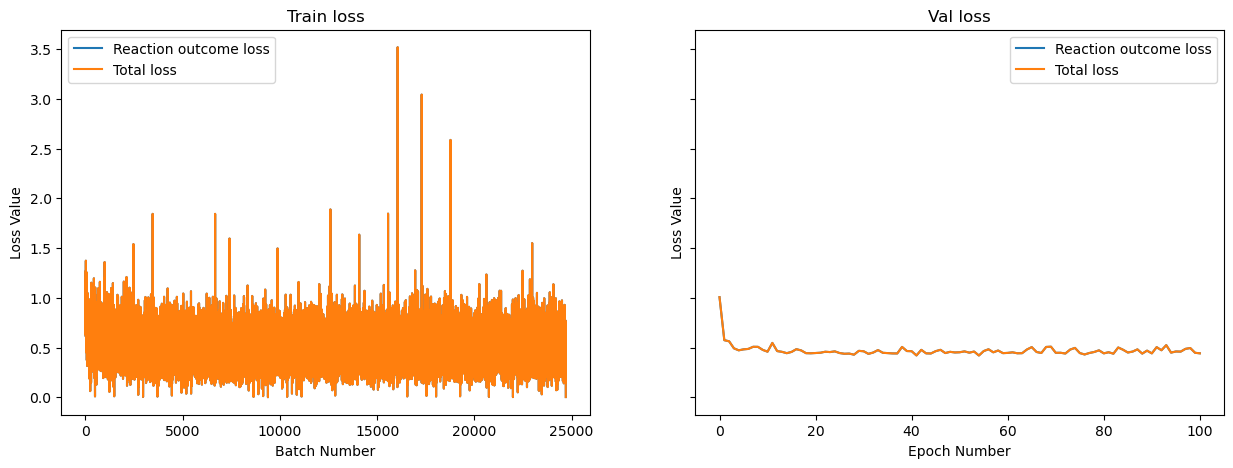 Train loss
Reaction outcome loss
Total loss
Loss Value
3.5
3.0
2.5
2.0
1.5
1.0
0.5
0.0
0 5000 10000 15000 20000 25000
Batch Number
Val loss
Reaction outcome loss
Total loss
Loss Value
0 20 40 60 80 100
Epoch Number